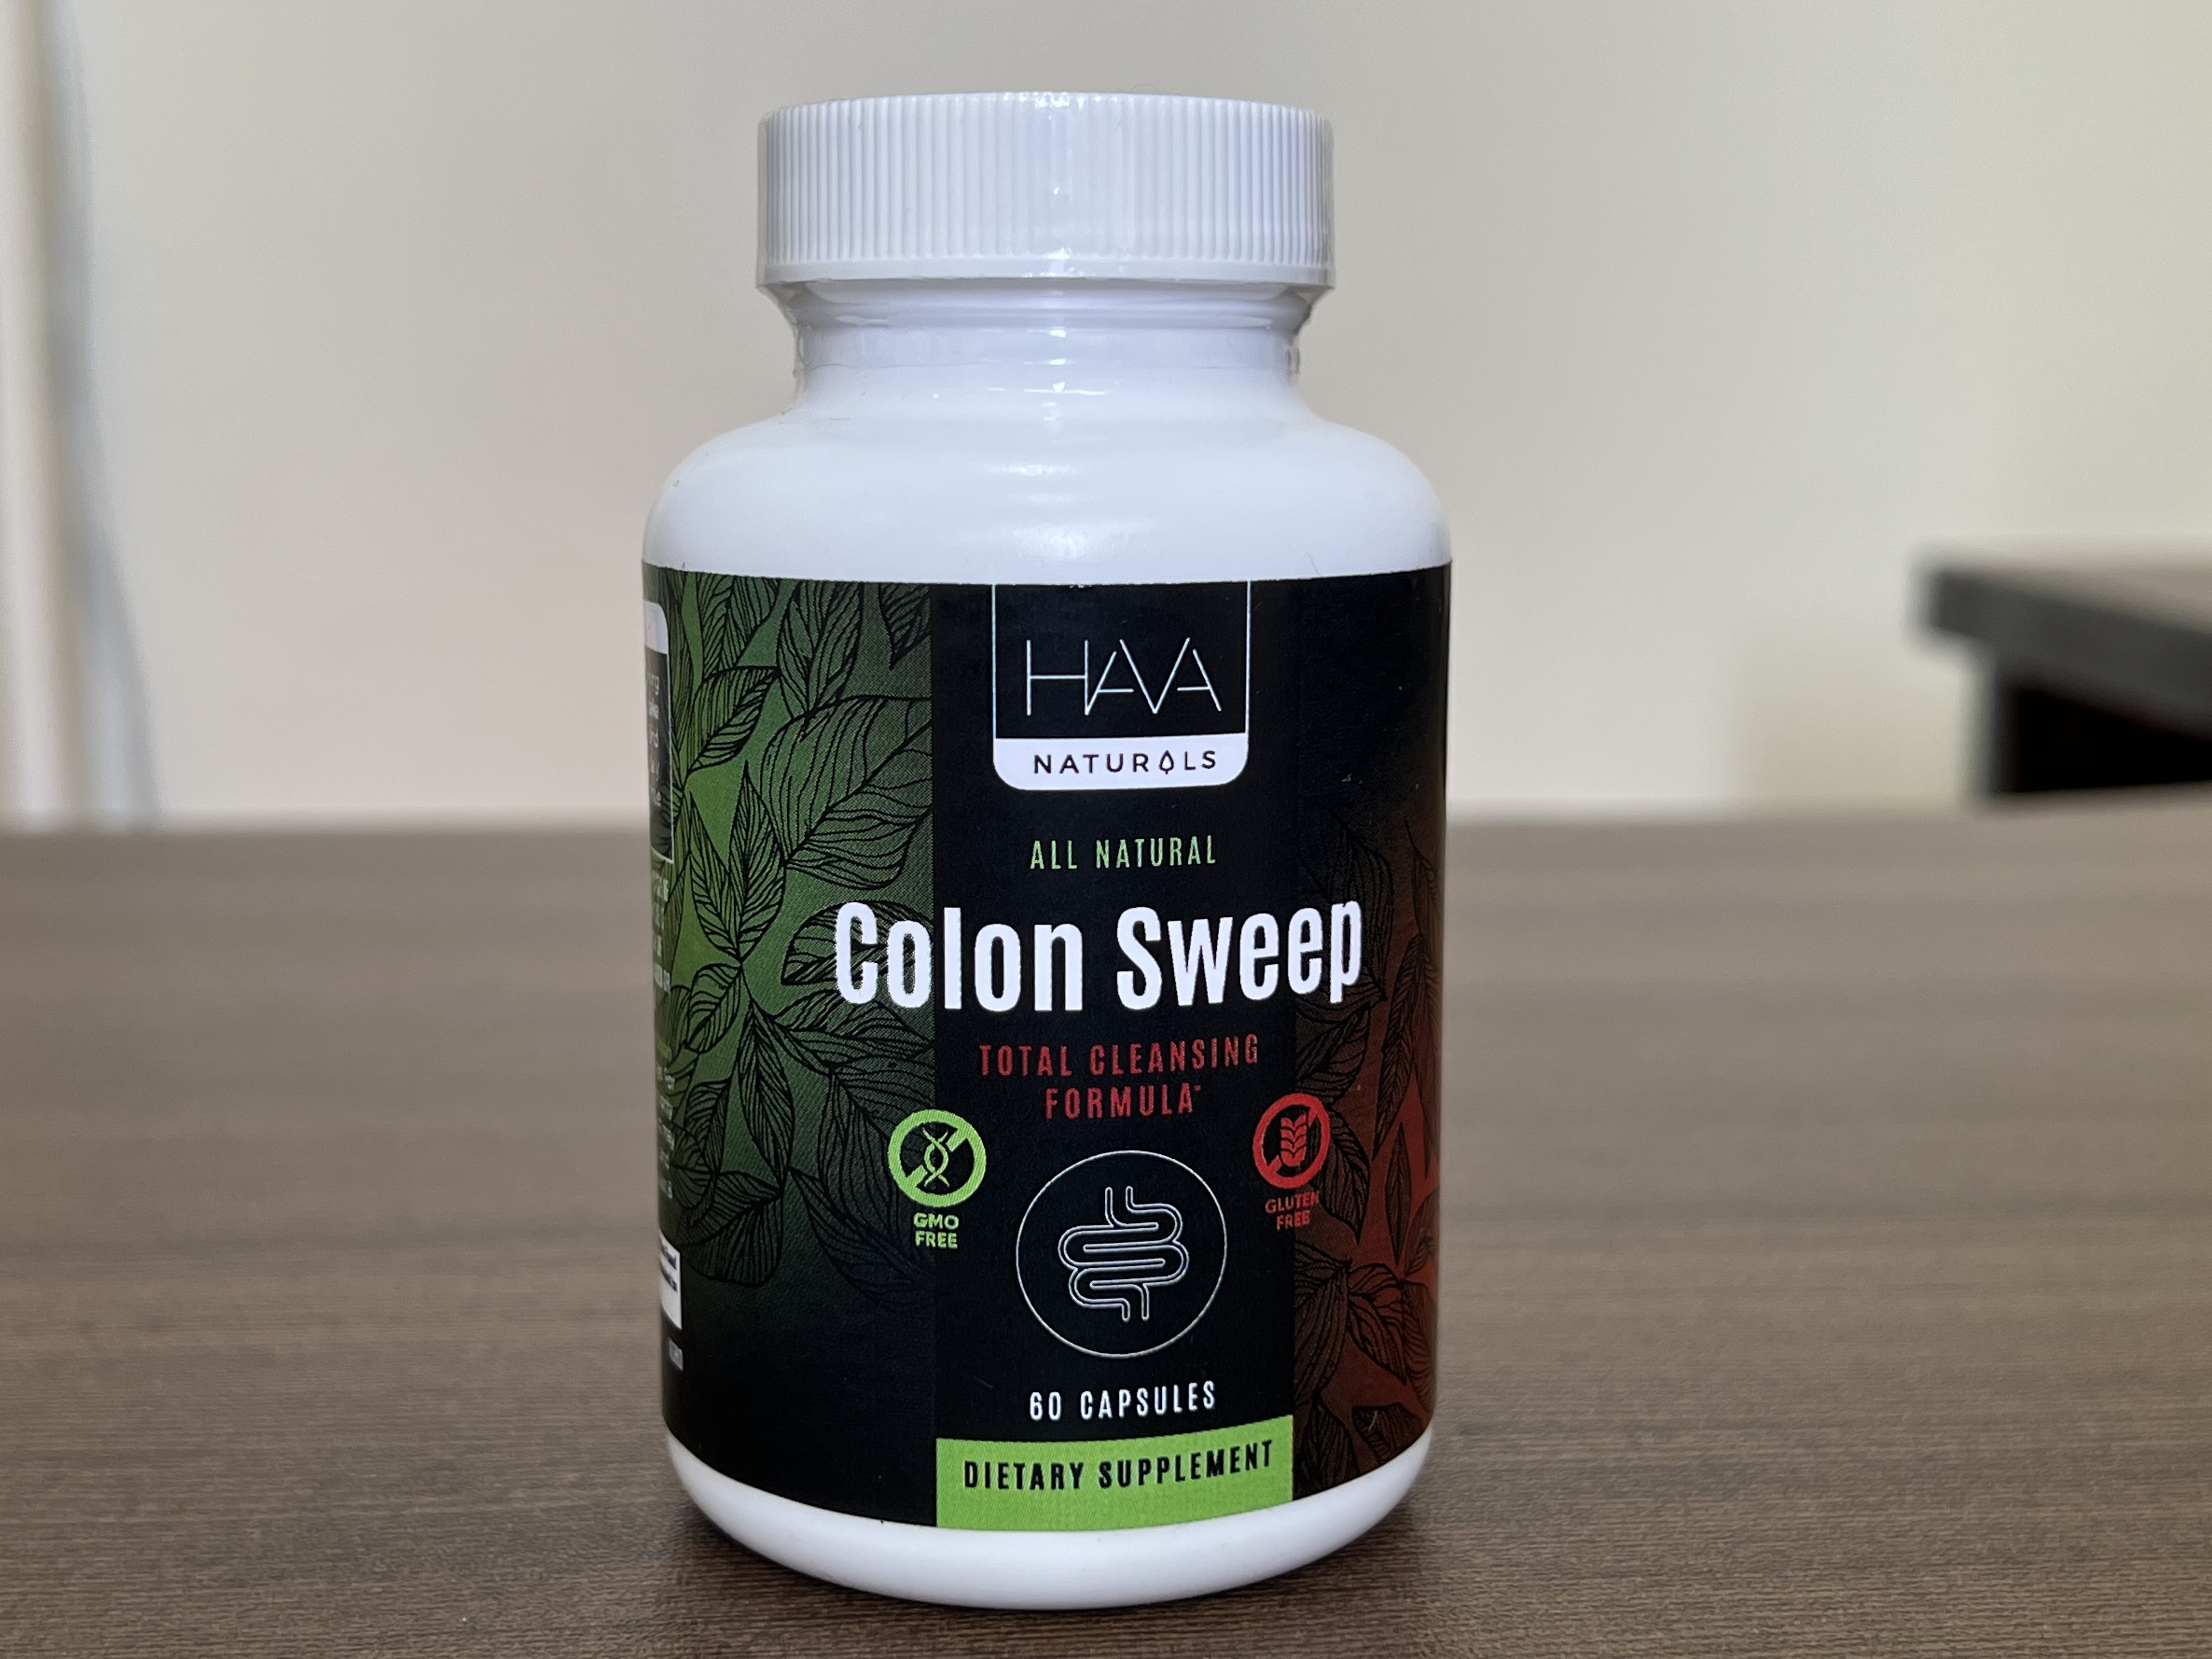 HAVA
NATURALS
ALL NATURAL
Colon Sweep
TOTAL CLEANSING
FORMULA*
GMO
FREE
GLUTEN
FREE
60 CAPSULES
DIETARY SUPPLEMENT